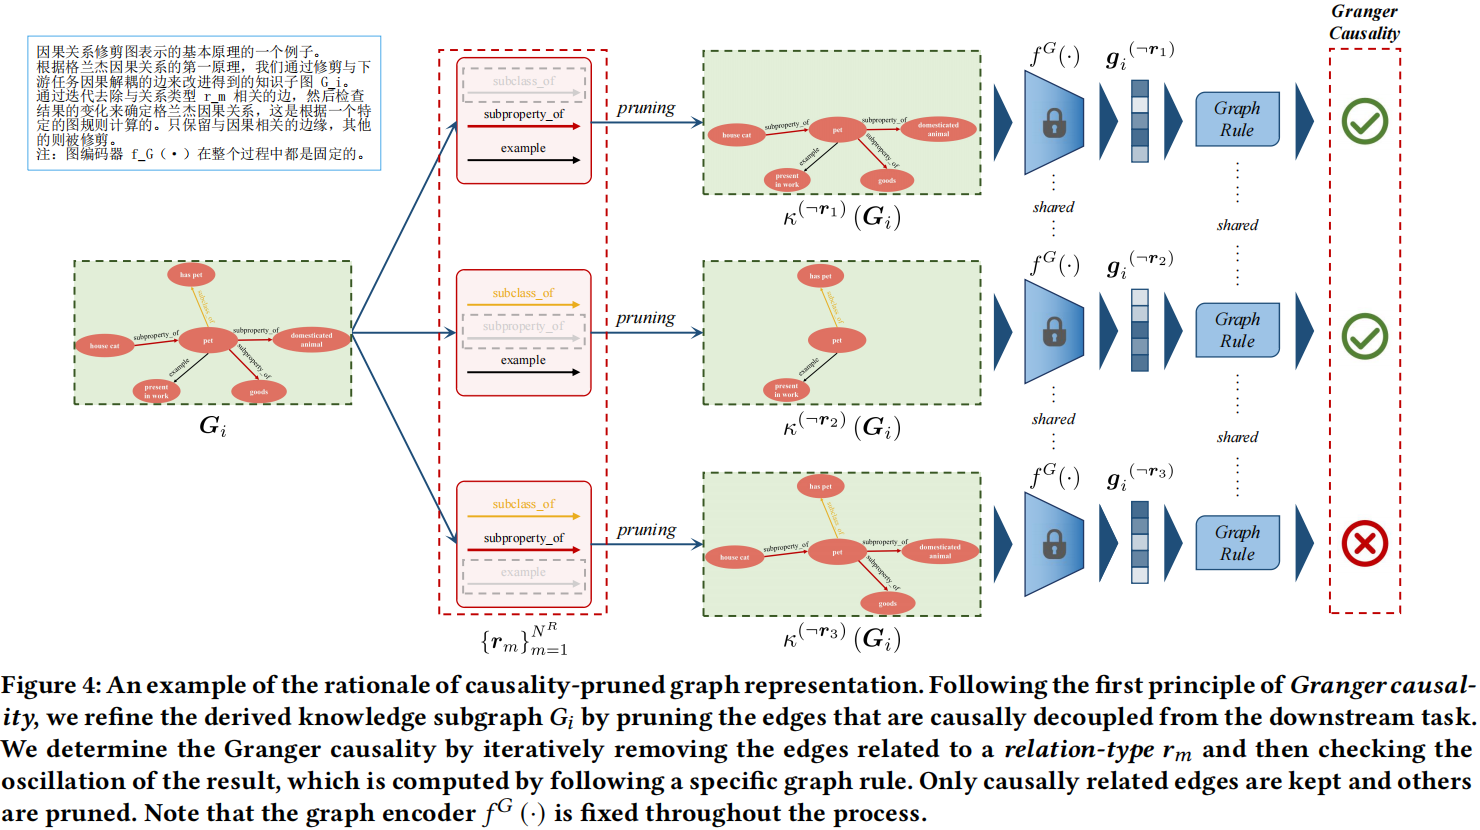 Granger
Causality
因果关系修剪图表示的基本原理的一个例子。
根据格兰杰因果关系的第一原理，我们通过修剪与下
游任务因果解耦的边来改进得到的知识子图 G_i。
通过迭代去除与关系类型 r_m 相关的边，然后检查
结果的变化来确定格兰杰因果关系，这是根据一个特
定的图规则计算的。只保留与因果相关的边缘，其他
的则被修剪。
注：图编码器 f_G（·）在整个过程中都是固定的。
has pet
subclass_of
house cat
subproperty_of
pet
subproperty_of
domesticated
animal
example
subproperty_of
present
in work
goods
G_i
subclass_of
subproperty_of
example
pruning
house cat
subproperty_of
pet
subproperty_of
domesticated
animal
example
subproperty_of
present
in work
goods
κ^(¬r_1) (G_i)
f^G(·)
g_i^(¬r_1)
Graph
Rule
shared
shared
subclass_of
subproperty_of
example
pruning
has pet
subclass_of
pet
example
present
in work
κ^(¬r_2) (G_i)
f^G(·)
g_i^(¬r_2)
Graph
Rule
shared
shared
subclass_of
subproperty_of
example
{r_m}_{m=1}^{N^R}
pruning
has pet
subclass_of
house cat
subproperty_of
pet
subproperty_of
domesticated
animal
subproperty_of
goods
κ^(¬r_3) (G_i)
f^G(·)
g_i^(¬r_3)
Graph
Rule
Figure 4: An example of the rationale of causality-pruned graph representation. Following the first principle of Granger causal-
ity, we refine the derived knowledge subgraph G_i by pruning the edges that are causally decoupled from the downstream task.
We determine the Granger causality by iteratively removing the edges related to a relation-type r_m and then checking the
oscillation of the result, which is computed by following a specific graph rule. Only causally related edges are kept and others
are pruned. Note that the graph encoder f^G (·) is fixed throughout the process.